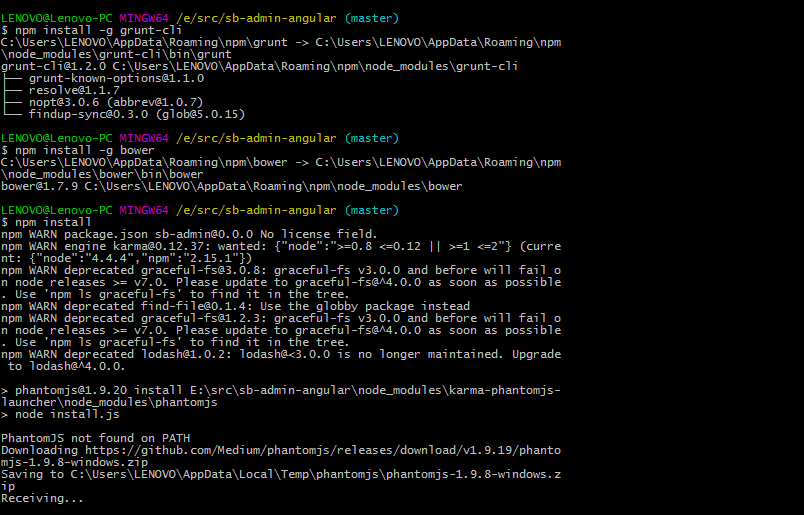 LENOVO@Lenovo-PC MINGW64 /e/src/sb-admin-angular (master)
$ npm install -g grunt-cli
C:\Users\LENOVO\AppData\Roaming\npm\grunt -> C:\Users\LENOVO\AppData\Roaming\npm
\node_modules\grunt-cli\bin\grunt
grunt-cli@1.2.0 C:\Users\LENOVO\AppData\Roaming\npm\node_modules\grunt-cli
├── grunt-known-options@1.1.0
├── resolve@1.1.7
├── nopt@3.0.6 (abbrev@1.0.7)
└── findup-sync@0.3.0 (glob@5.0.15)
LENOVO@Lenovo-PC MINGW64 /e/src/sb-admin-angular (master)
$ npm install -g bower
C:\Users\LENOVO\AppData\Roaming\npm\bower -> C:\Users\LENOVO\AppData\Roaming\npm
\node_modules\bower\bin\bower
bower@1.7.9 C:\Users\LENOVO\AppData\Roaming\npm\node_modules\bower
LENOVO@Lenovo-PC MINGW64 /e/src/sb-admin-angular (master)
$ npm install
npm WARN package.json sb-admin@0.0.0 No license field.
npm WARN engine karma@0.12.37: wanted: {"node":">=0.8 <=0.12 || >=1 <=2"} (curre
nt: {"node":"4.4.4","npm":"2.15.1"})
npm WARN deprecated graceful-fs@3.0.8: graceful-fs v3.0.0 and before will fail o
n node releases >= v7.0. Please update to graceful-fs@^4.0.0 as soon as possible
. Use 'npm ls graceful-fs' to find it in the tree.
npm WARN deprecated find-file@0.1.4: Use the globby package instead
npm WARN deprecated graceful-fs@1.2.3: graceful-fs v3.0.0 and before will fail o
n node releases >= v7.0. Please update to graceful-fs@^4.0.0 as soon as possible
. Use 'npm ls graceful-fs' to find it in the tree.
npm WARN deprecated lodash@1.0.2: lodash@<3.0.0 is no longer maintained. Upgrade
 to lodash@^4.0.0.
> phantomjs@1.9.20 install E:\src\sb-admin-angular\node_modules\karma-phantomjs-
launcher\node_modules\phantomjs
> node install.js
PhantomJS not found on PATH
Downloading https://github.com/Medium/phantomjs/releases/download/v1.9.19/phanto
mjs-1.9.8-windows.zip
Saving to C:\Users\LENOVO\AppData\Local\Temp\phantomjs\phantomjs-1.9.8-windows.z
ip
Receiving...